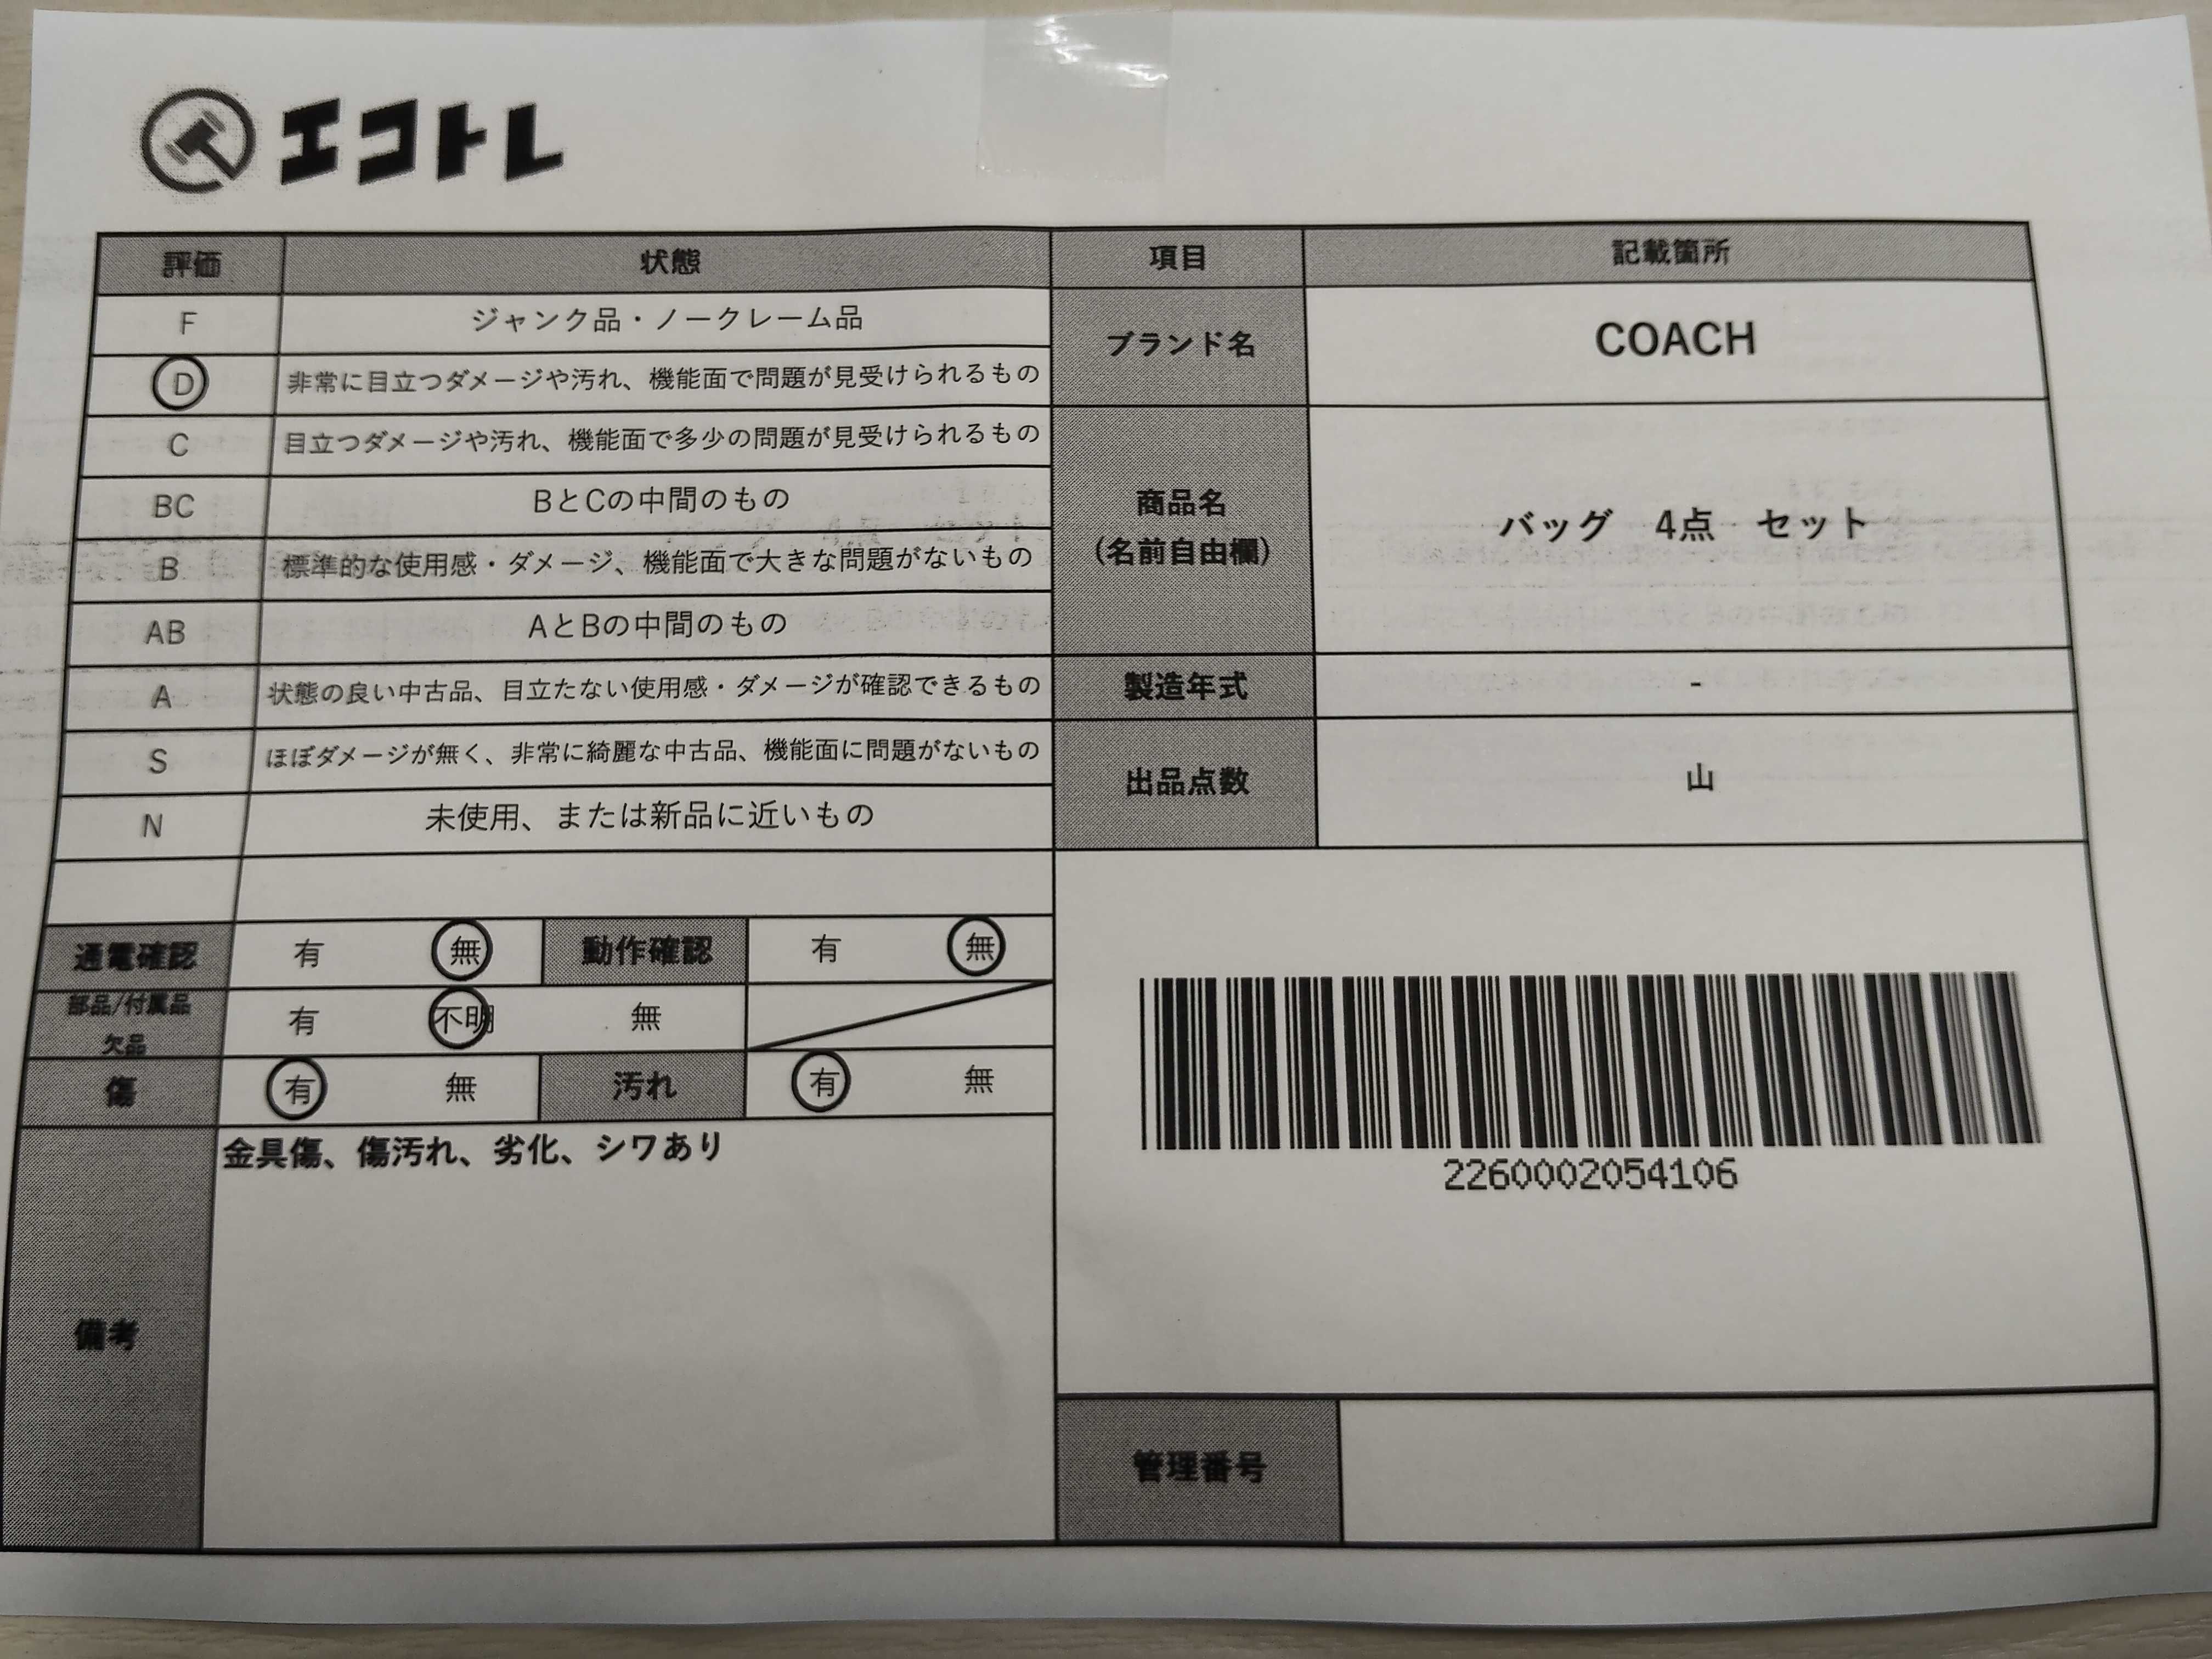 エコトレ
評価 状態 項目 記載箇所
F ジャンク品・ノークレーム品
ブランド名 COACH
D 非常に目立つダメージや汚れ、機能面で問題が見受けられるもの
C 目立つダメージや汚れ、機能面で多少の問題が見受けられるもの
BC BとCの中間のもの
商品名
(名前自由欄)
バッグ 4点 セット
B 標準的な使用感・ダメージ、機能面で大きな問題がないもの
AB AとBの中間のもの
A 状態の良い中古品、目立たない使用感・ダメージが確認できるもの
製造年式 -
S ほぼダメージが無く、非常に綺麗な中古品、機能面に問題がないもの
出品点数 山
N 未使用、または新品に近いもの
通電確認 有 無 動作確認 有 無
部品/付属品
欠品
有 不明 無
傷 有 無 汚れ 有 無
備考
金具傷、傷汚れ、劣化、シワあり
2260002054106
管理番号